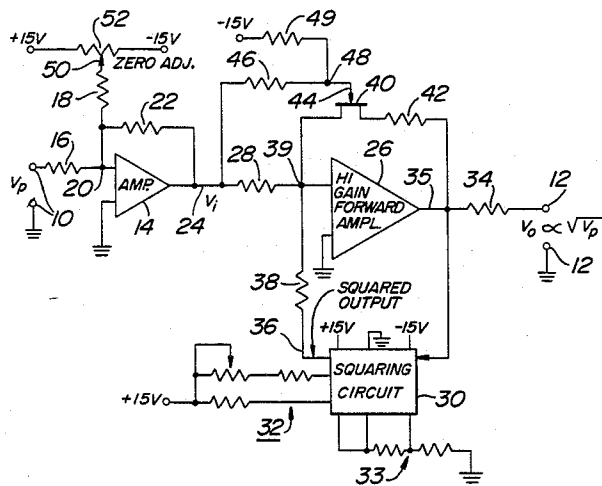 52
-15V
49
+15V
-15V
46
48
50
ZERO ADJ.
40
18
22
44
42
16
28
39
26
HI
GAIN
FORWARD
AMPL.
35
34
12
Vp
20
AMP.
Vi
V₀ ∝ √Vp
10
14
24
12
38
SQUARED
OUTPUT
36
+15V
-15V
SQUARING
CIRCUIT
30
+15V
32
33